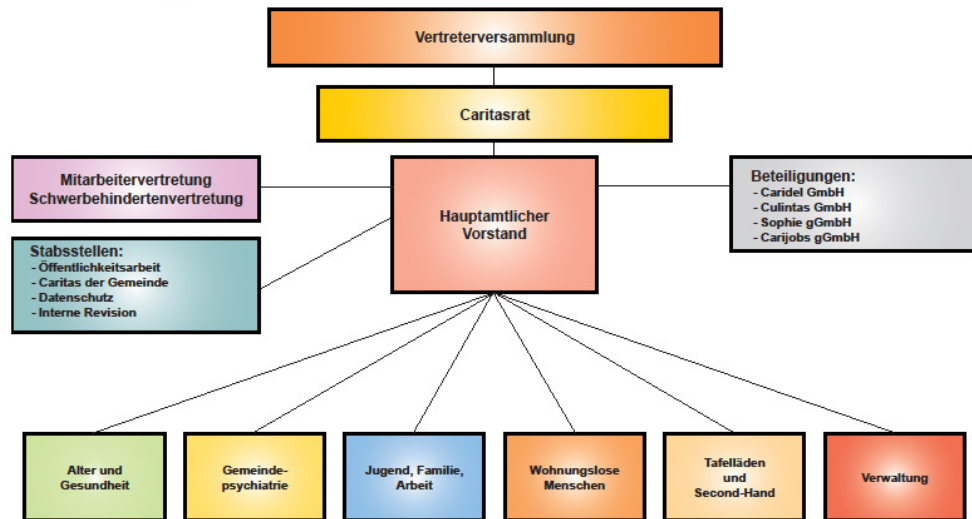 Vertreterversammlung
Caritasrat
Mitarbeitervertretung
Schwerbehindertenvertretung
Hauptamtlicher
Vorstand
Beteiligungen:
- Caridel GmbH
- Culintas GmbH
- Sophie gGmbH
- Carijobs gGmbH
Stabsstellen:
- Öffentlichkeitsarbeit
- Caritas der Gemeinde
- Datenschutz
- Interne Revision
Alter und
Gesundheit
Gemeinde-
psychiatrie
Jugend, Familie,
Arbeit
Wohnungslose
Menschen
Tafelläden
und
Second-Hand
Verwaltung